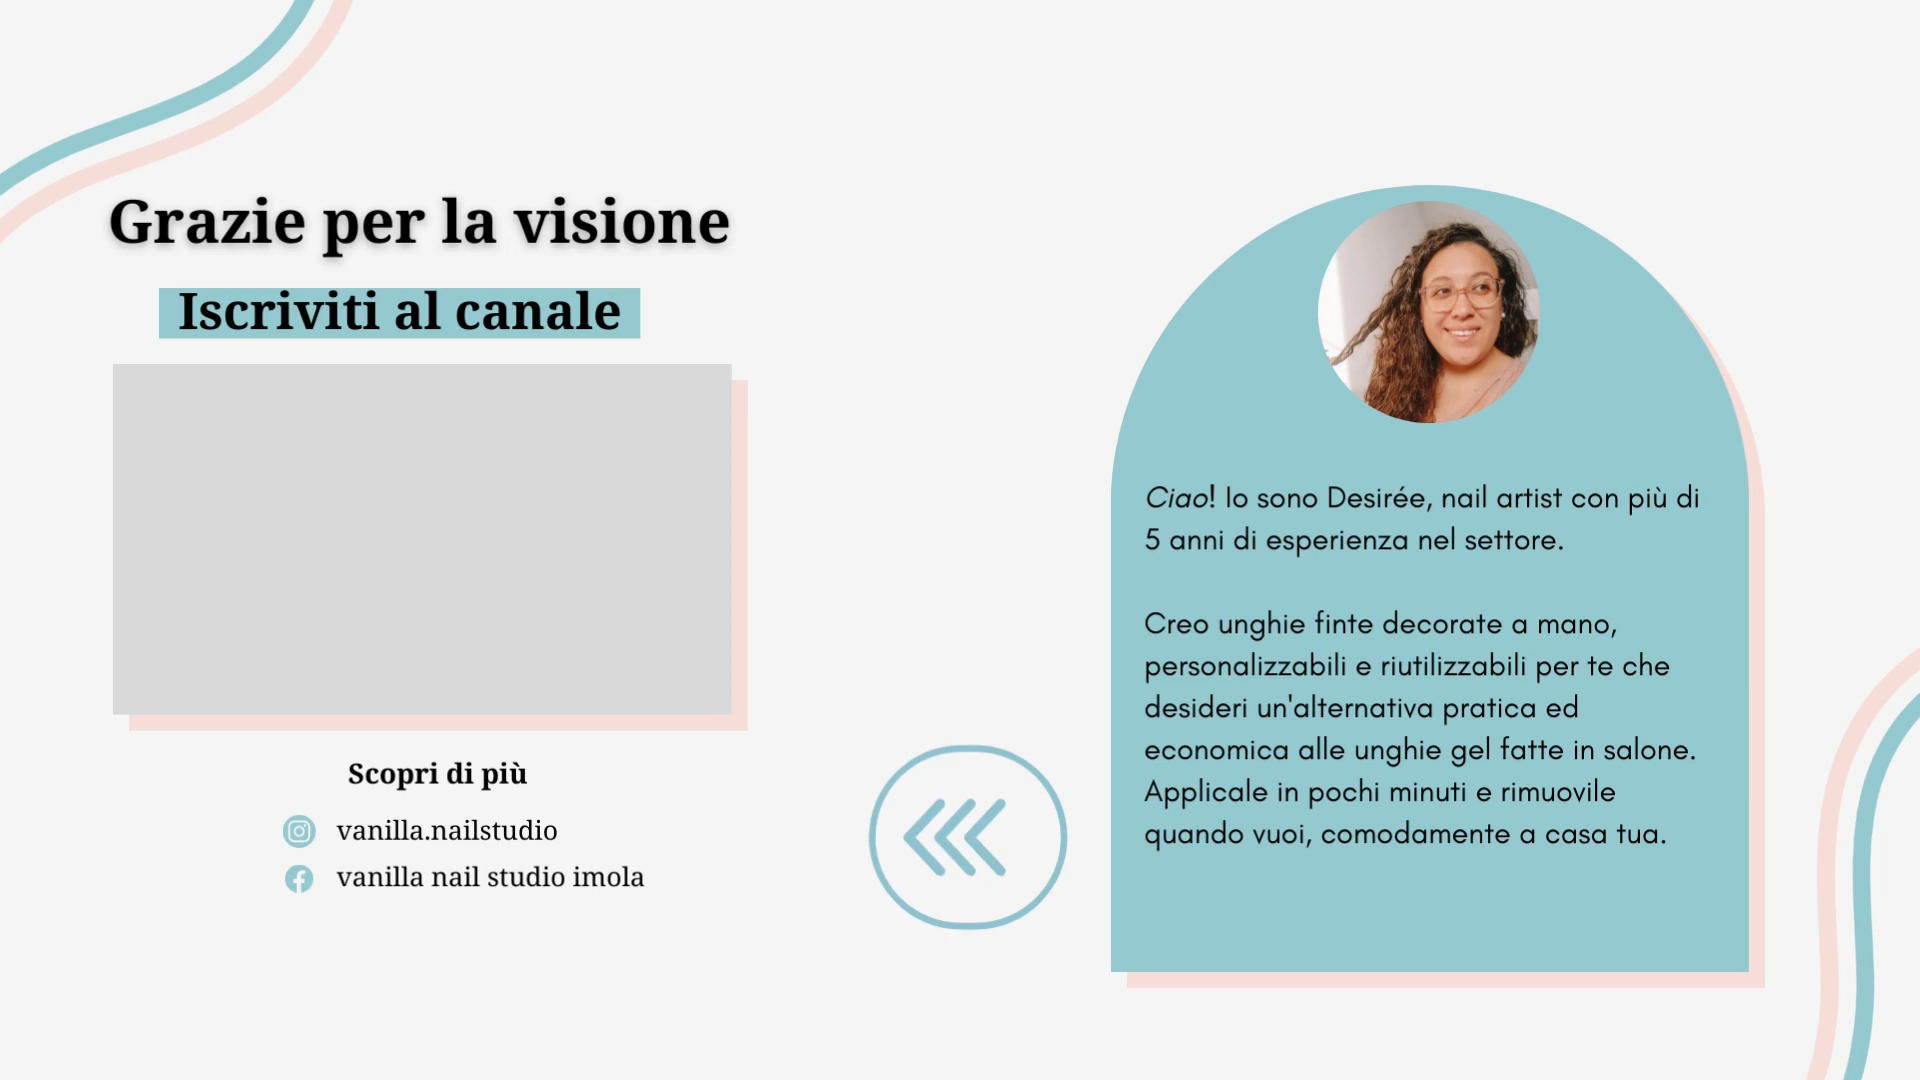 Grazie per la visione
Iscriviti al canale
Scopri di più
vanilla.nailstudio
vanilla nail studio imola
Ciao! Io sono Desirée, nail artist con più di
5 anni di esperienza nel settore.
Creo unghie finte decorate a mano,
personalizzabili e riutilizzabili per te che
desideri un'alternativa pratica ed
economica alle unghie gel fatte in salone.
Applicale in pochi minuti e rimuovile
quando vuoi, comodamente a casa tua.